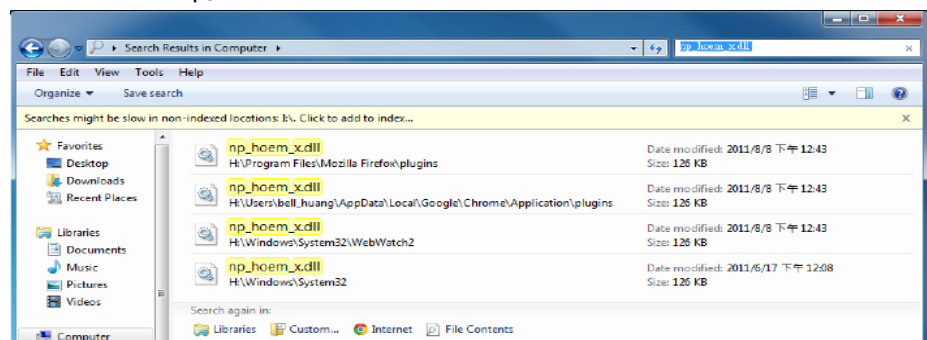 Search Results in Computer
np_hoem_x.dll
File Edit View Tools Help
Organize Save search
Searches might be slow in non-indexed locations: I:\. Click to add to index...
Favorites
Desktop
Downloads
Recent Places
Libraries
Documents
Music
Pictures
Videos
Computer
np_hoem_x.dll
H:\Program Files\Mozilla Firefox\plugins
Date modified: 2011/8/8 下午 12:43
Size: 126 KB
np_hoem_x.dll
H:\Users\bell_huang\AppData\Local\Google\Chrome\Application\plugins
Date modified: 2011/8/8 下午 12:43
Size: 126 KB
np_hoem_x.dll
H:\Windows\System32\WebWatch2
Date modified: 2011/8/8 下午 12:43
Size: 126 KB
np_hoem_x.dll
H:\Windows\System32
Date modified: 2011/6/17 下午 12:08
Size: 126 KB
Search again in:
Libraries Custom... Internet File Contents